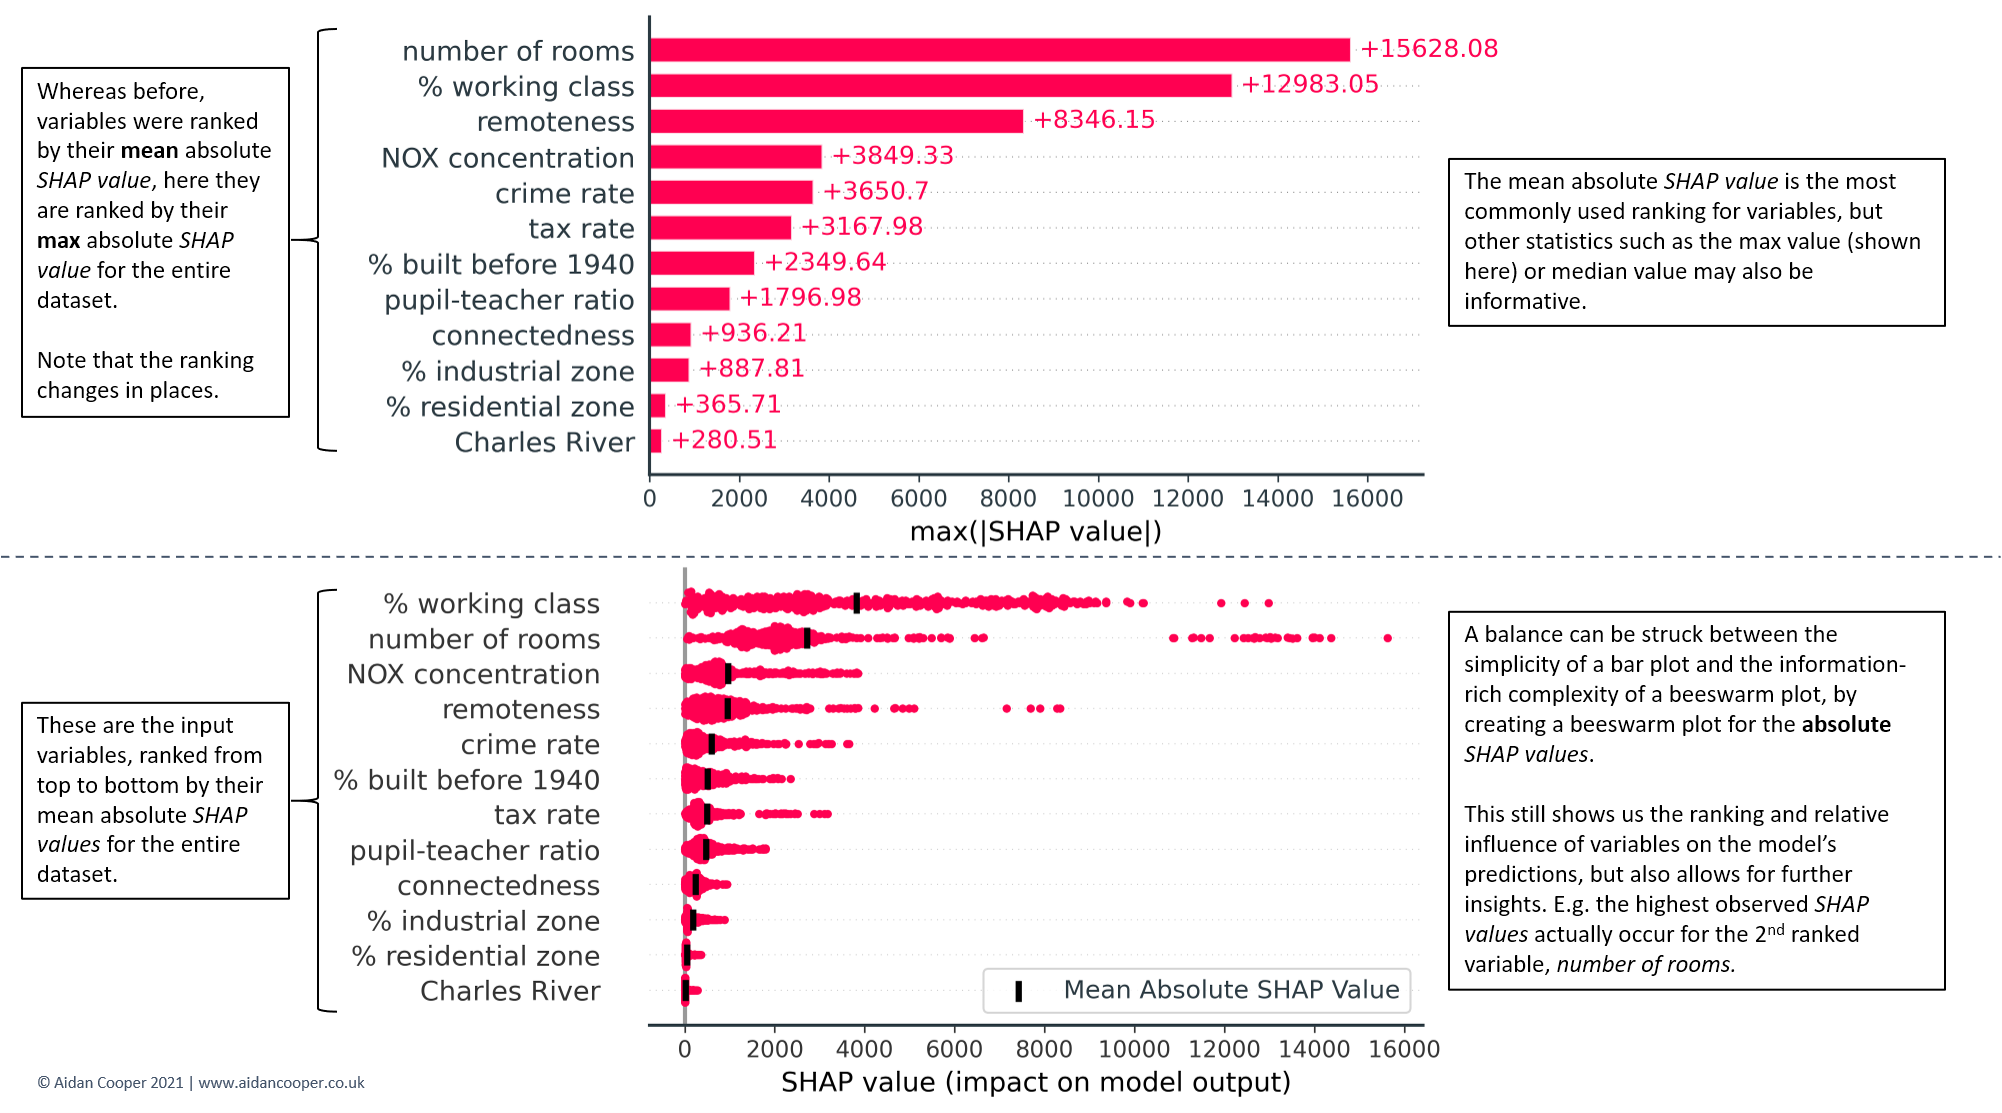 Whereas before,
variables were ranked
by their mean absolute
SHAP value, here they
are ranked by their
max absolute SHAP
value for the entire
dataset.
Note that the ranking
changes in places.
number of rooms +15628.08
% working class +12983.05
remoteness +8346.15
NOX concentration +3849.33
crime rate +3650.7
tax rate +3167.98
% built before 1940 +2349.64
pupil-teacher ratio +1796.98
connectedness +936.21
% industrial zone +887.81
% residential zone +365.71
Charles River +280.51
0 2000 4000 6000 8000 10000 12000 14000 16000
max(|SHAP value|)
The mean absolute SHAP value is the most
commonly used ranking for variables, but
other statistics such as the max value (shown
here) or median value may also be
informative.
These are the input
variables, ranked from
top to bottom by their
mean absolute SHAP
values for the entire
dataset.
% working class
number of rooms
NOX concentration
remoteness
crime rate
% built before 1940
tax rate
pupil-teacher ratio
connectedness
% industrial zone
% residential zone
Charles River
Mean Absolute SHAP Value
0 2000 4000 6000 8000 10000 12000 14000 16000
SHAP value (impact on model output)
A balance can be struck between the
simplicity of a bar plot and the information-
rich complexity of a beeswarm plot, by
creating a beeswarm plot for the absolute
SHAP values.
This still shows us the ranking and relative
influence of variables on the model’s
predictions, but also allows for further
insights. E.g. the highest observed SHAP
values actually occur for the 2nd ranked
variable, number of rooms.
© Aidan Cooper 2021 | www.aidancooper.co.uk